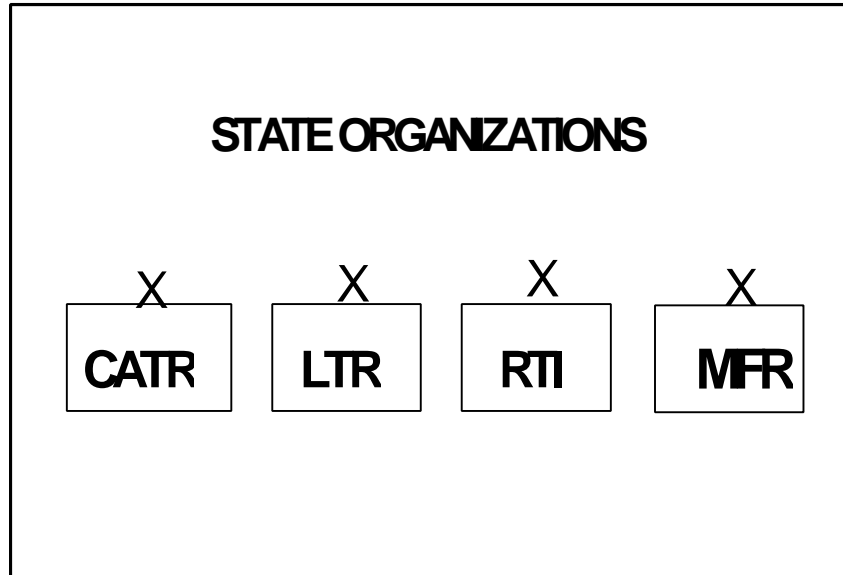 STATE ORGANIZATIONS
X X X X
CATR LTR RTI MFR